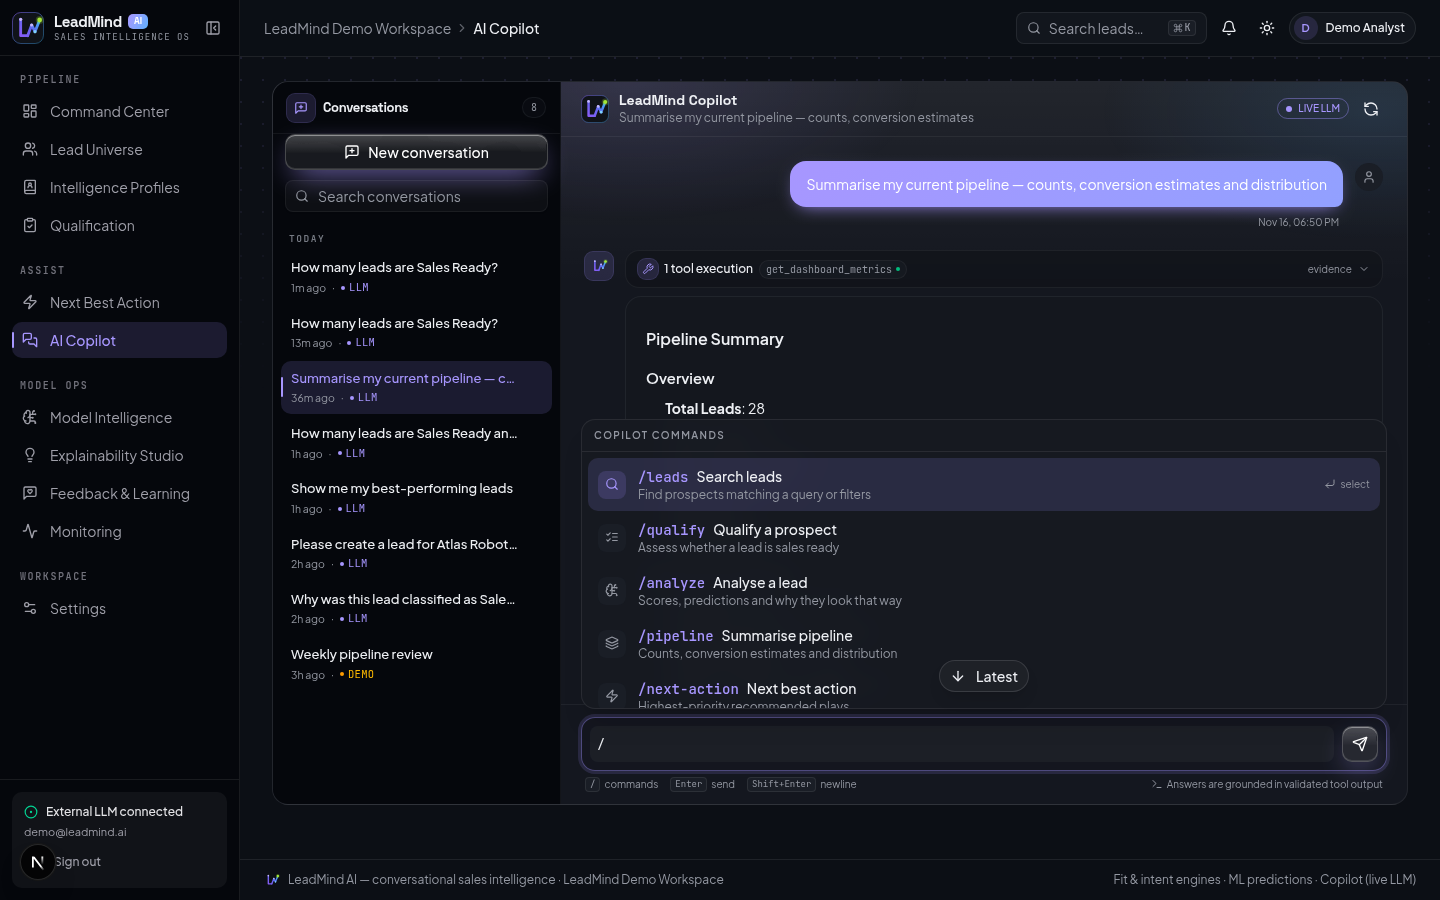 LeadMind AI
SALES INTELLIGENCE OS
PIPELINE
Command Center
Lead Universe
Intelligence Profiles
Qualification
ASSIST
Next Best Action
AI Copilot
MODEL OPS
Model Intelligence
Explainability Studio
Feedback & Learning
Monitoring
WORKSPACE
Settings
External LLM connected
demo@leadmind.ai
N
Sign out
LeadMind Demo Workspace > AI Copilot
Search leads...
⌘K
D
Demo Analyst
Conversations
8
New conversation
Search conversations
TODAY
How many leads are Sales Ready?
1m ago · • LLM
How many leads are Sales Ready?
13m ago · • LLM
Summarise my current pipeline — c...
36m ago · • LLM
How many leads are Sales Ready an...
1h ago · • LLM
Show me my best-performing leads
1h ago · • LLM
Please create a lead for Atlas Robot...
2h ago · • LLM
Why was this lead classified as Sale...
2h ago · • LLM
Weekly pipeline review
3h ago · • DEMO
LeadMind Copilot
Summarise my current pipeline — counts, conversion estimates
• LIVE LLM
Summarise my current pipeline — counts, conversion estimates and distribution
Nov 16, 06:50 PM
1 tool execution get_dashboard_metrics •
evidence
Pipeline Summary
Overview
Total Leads: 28
COPILOT COMMANDS
/leads Search leads
Find prospects matching a query or filters
select
/qualify Qualify a prospect
Assess whether a lead is sales ready
/analyze Analyse a lead
Scores, predictions and why they look that way
/pipeline Summarise pipeline
Counts, conversion estimates and distribution
/next-action Next best action
Highest-priority recommended plays
Latest
/
/ commands Enter send Shift+Enter newline
Answers are grounded in validated tool output
LeadMind AI — conversational sales intelligence · LeadMind Demo Workspace
Fit & intent engines · ML predictions · Copilot (live LLM)